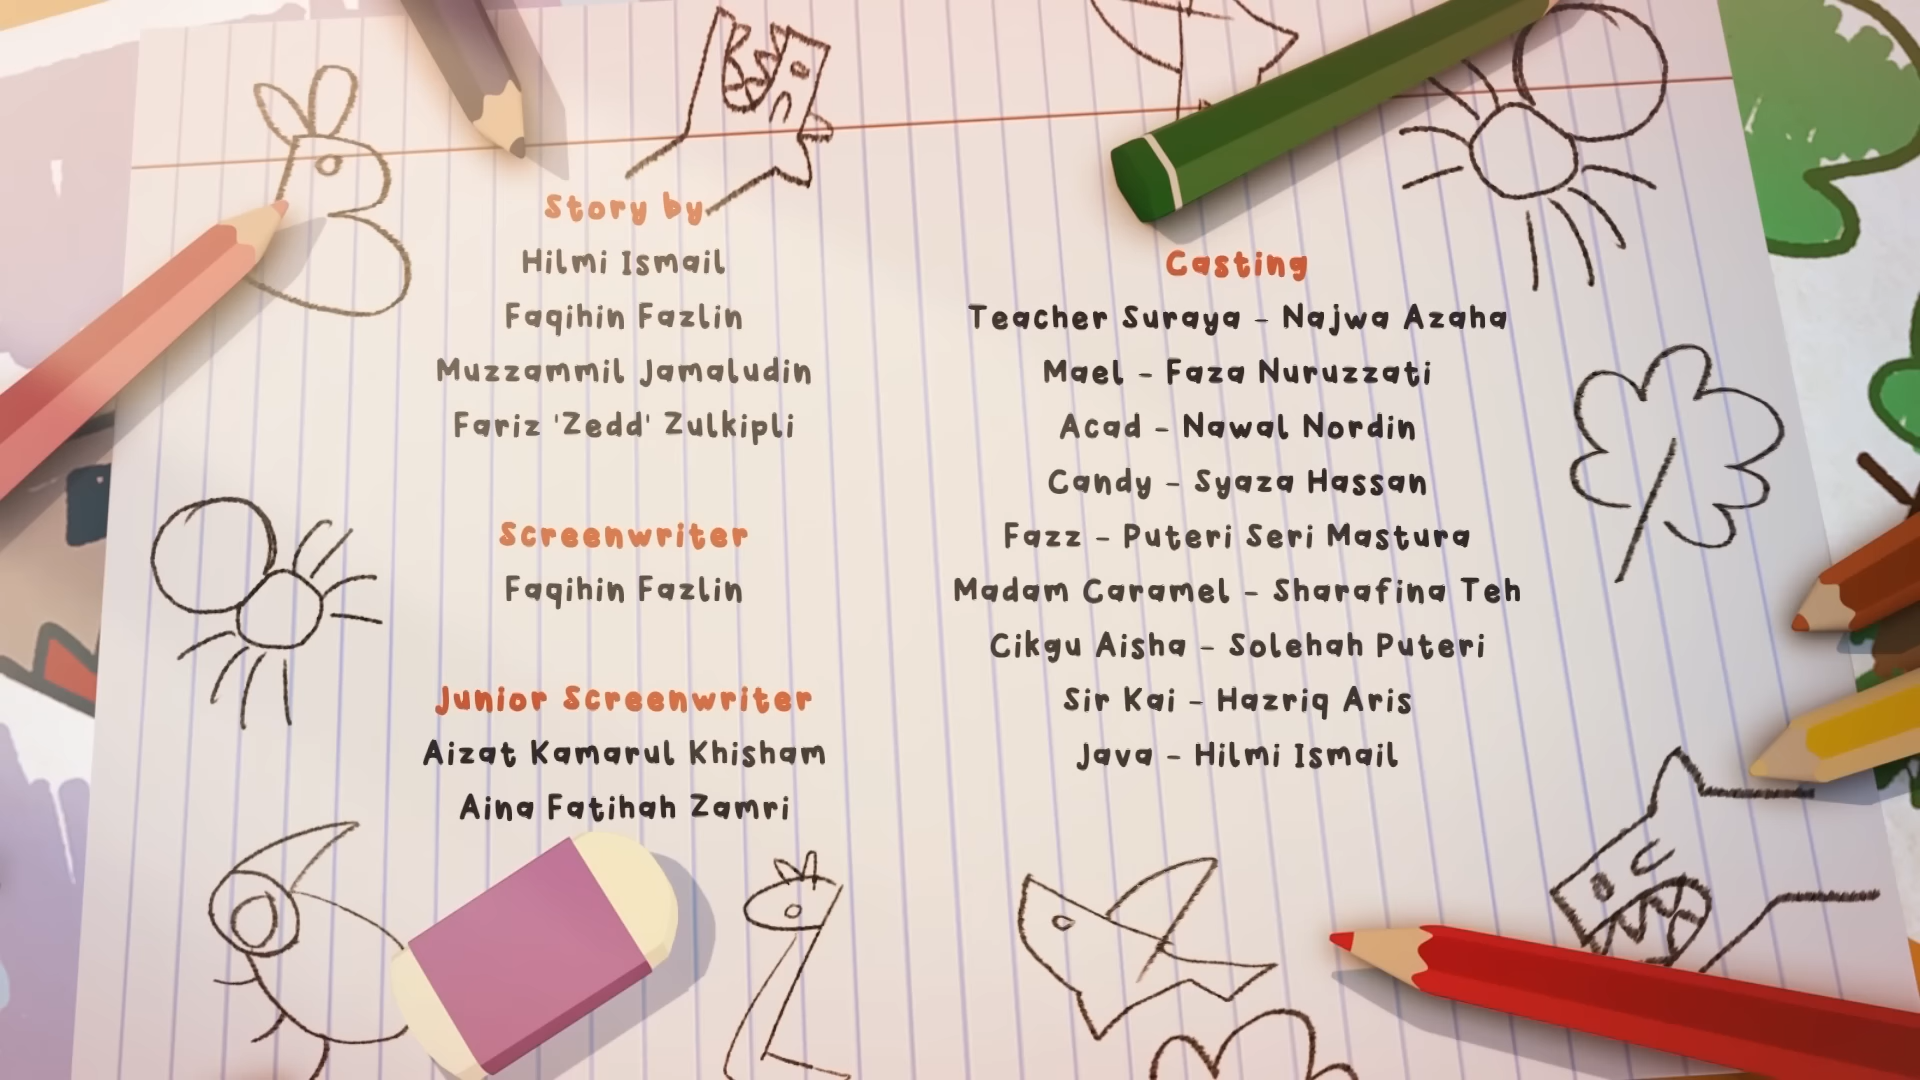 Story by
Hilmi Ismail
Faqihin Fazlin
Muzzammil Jamaludin
Fariz 'Zedd' Zulkipli
Screenwriter
Faqihin Fazlin
Junior Screenwriter
Aizat Kamarul Khisham
Aina Fatihah Zamri
Casting
Teacher Suraya - Najwa Azaha
Mael - Faza Nuruzzati
Acad - Nawal Nordin
Candy - Syaza Hassan
Fazz - Puteri Seri Mastura
Madam Caramel - Sharafina Teh
Cikgu Aisha - Solehah Puteri
Sir Kai - Hazriq Aris
Java - Hilmi Ismail